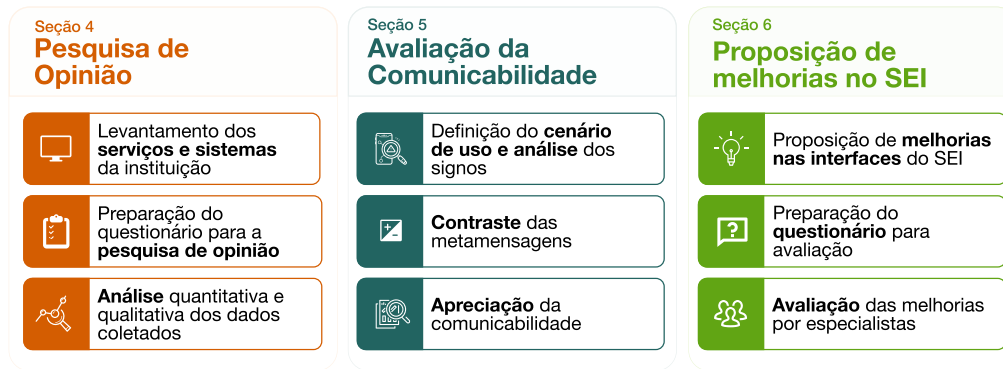 Seção 4
Pesquisa de
Opinião
Levantamento dos
serviços e sistemas
da instituição
Preparação do
questionário para a
pesquisa de opinião
Análise quantitativa e
qualitativa dos dados
coletados
Seção 5
Avaliação da
Comunicabilidade
Definição do cenário
de uso e análise dos
signos
Contraste das
metamensagens
Apreciação da
comunicabilidade
Seção 6
Proposição de
melhorias no SEI
Proposição de melhorias
nas interfaces do SEI
Preparação do
questionário para
avaliação
Avaliação das melhorias
por especialistas